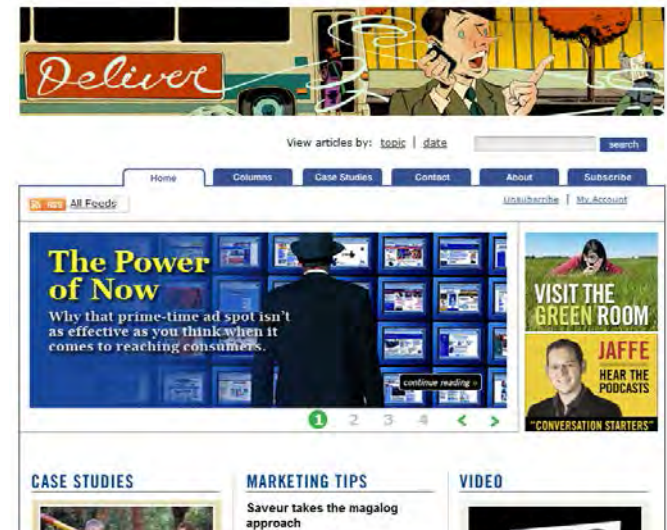 Deliver
View articles by: topic | date
search
Home
Columns
Case Studies
Contact
About
Subscribe
RSS All Feeds
Unsubscribe | My Account
The Power
of Now
Why that prime-time ad spot isn't
as effective as you think when it
comes to reaching consumers.
continue reading »
1 2 3 4 < >
VISIT THE
GREEN ROOM
JAFFE
HEAR THE
PODCASTS
"CONVERSATION STARTERS"
CASE STUDIES
MARKETING TIPS
Saveur takes the magalog
approach
VIDEO